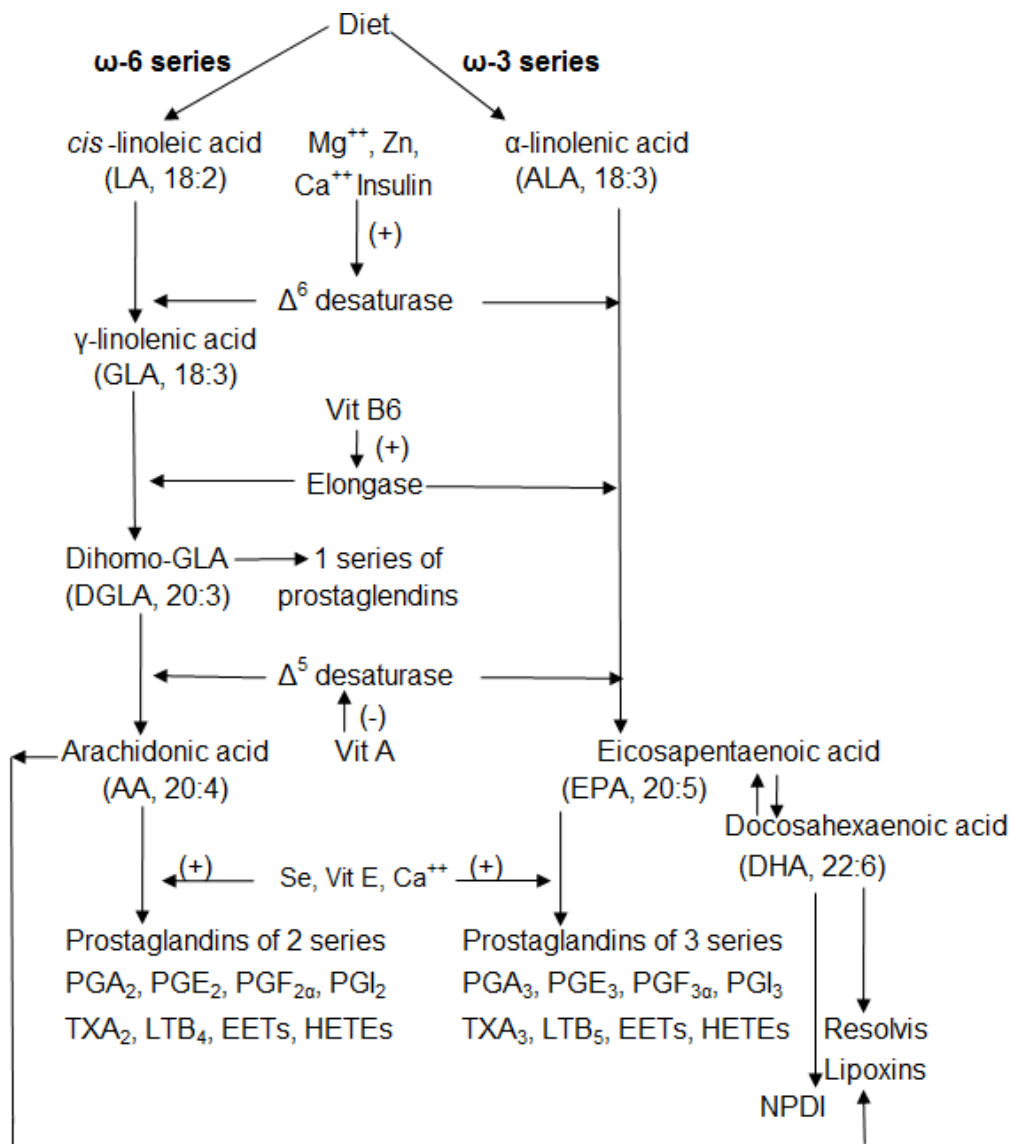 Diet
ω-6 series
ω-3 series
cis -linoleic acid
(LA, 18:2)
Mg⁺⁺, Zn,
Ca⁺⁺ Insulin
α-linolenic acid
(ALA, 18:3)
(+)
Δ⁶ desaturase
γ-linolenic acid
(GLA, 18:3)
Vit B6
(+)
Elongase
Dihomo-GLA
(DGLA, 20:3)
1 series of
prostaglendins
Δ⁵ desaturase
(-)
Vit A
Arachidonic acid
(AA, 20:4)
Eicosapentaenoic acid
(EPA, 20:5)
Docosahexaenoic acid
(DHA, 22:6)
(+)
Se, Vit E, Ca⁺⁺
(+)
Prostaglandins of 2 series
PGA₂, PGE₂, PGF₂α, PGI₂
TXA₂, LTB₄, EETs, HETEs
Prostaglandins of 3 series
PGA₃, PGE₃, PGF₃α, PGI₃
TXA₃, LTB₅, EETs, HETEs
Resolvis
Lipoxins
NPDI